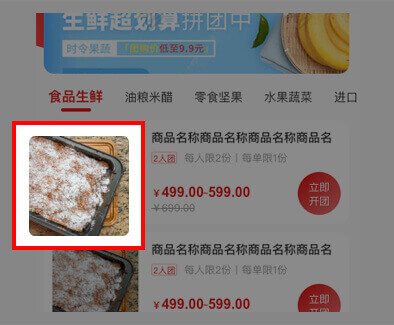 生鲜超划算拼团中
时令果蔬
低至9.9元
食品生鲜 油粮米醋 零食坚果 水果蔬菜 进口
商品名称商品名称商品名称商品名
2人团 每人限2份 | 每单限1份
¥499.00-599.00
¥699.00
立即
开团
商品名称商品名称商品名称商品名
2人团 每人限2份 | 每单限1份
¥499.00-599.00
立即
开团